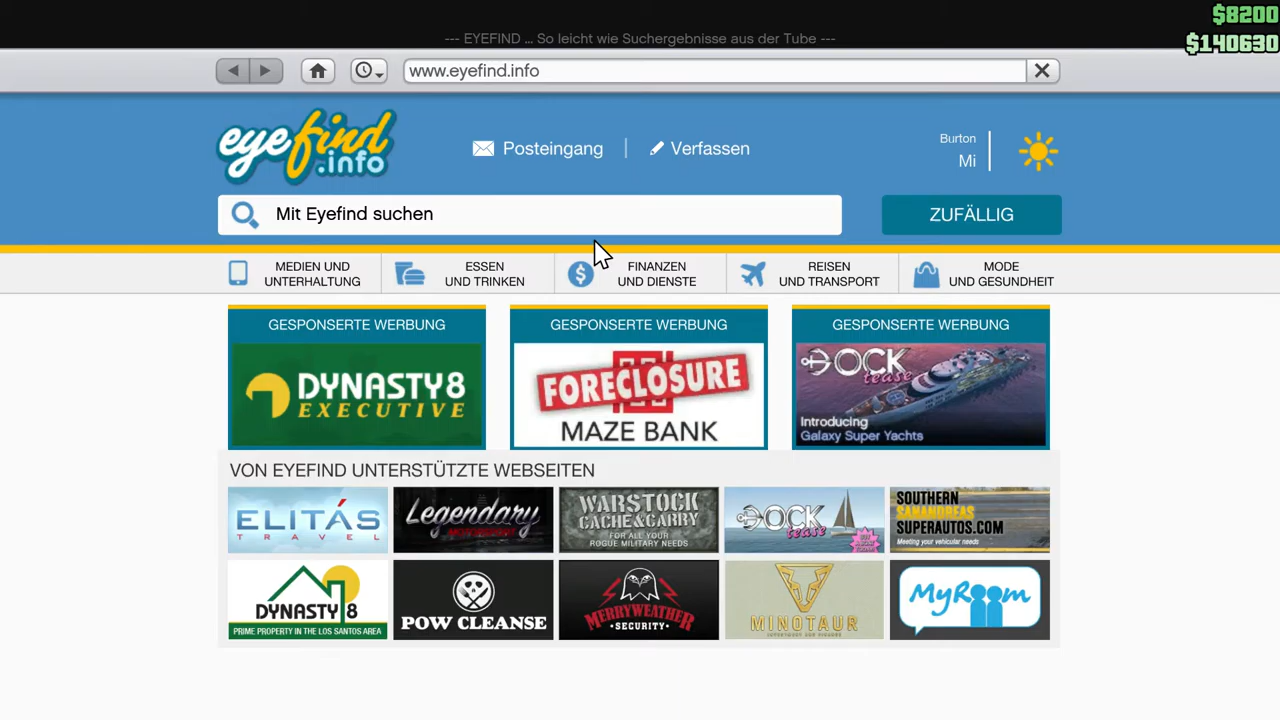 $8200
--- EYEFIND ... So leicht wie Suchergebnisse aus der Tube ---
$140630
www.eyefind.info
eyefind
.info
Posteingang
Verfassen
Burton
Mi
Mit Eyefind suchen
ZUFÄLLIG
MEDIEN UND
UNTERHALTUNG
ESSEN
UND TRINKEN
FINANZEN
UND DIENSTE
REISEN
UND TRANSPORT
MODE
UND GESUNDHEIT
GESPONSERTE WERBUNG
DYNASTY 8
EXECUTIVE
GESPONSERTE WERBUNG
FORECLOSURE
MAZE BANK
GESPONSERTE WERBUNG
DOCK
tease
Introducing
Galaxy Super Yachts
VON EYEFIND UNTERSTÜTZTE WEBSEITEN
ELITÁS
TRAVEL
Legendary
WARSTOCK
CACHE&CARRY
FOR ALL YOUR
ROGUE MILITARY NEEDS
DOCK
tease
SOUTHERN
SANANDREAS
SUPERAUTOS.COM
Meeting your vehicular needs
DYNASTY 8
PRIME PROPERTY IN THE LOS SANTOS AREA
POW CLEANSE
MERRYWEATHER
SECURITY
MINOTAUR
MyRoom